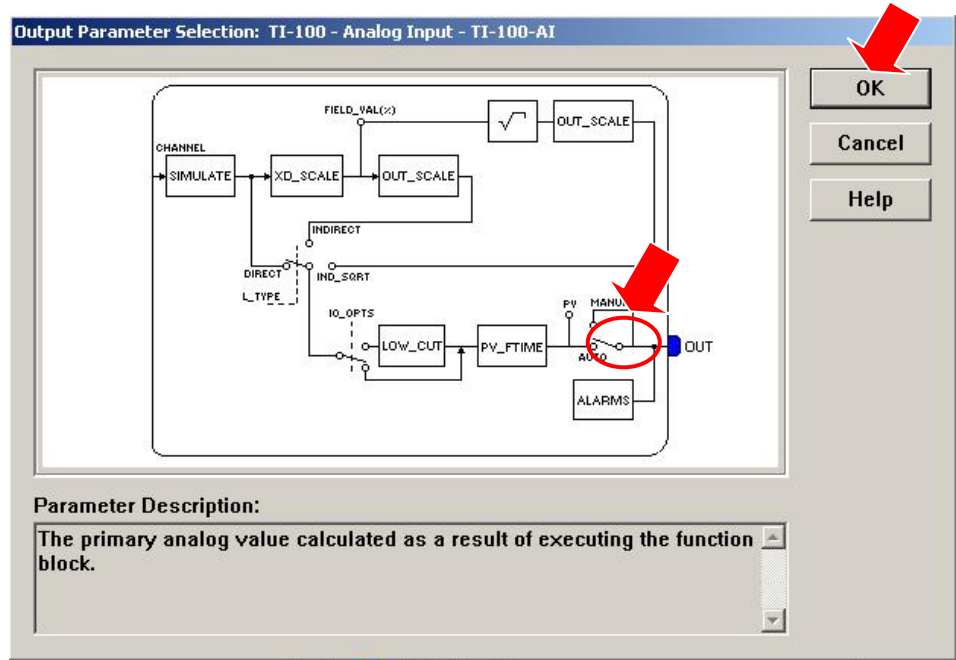 Output Parameter Selection: TI-100 - Analog Input - TI-100-AI
OK
Cancel
Help
FIELD_VAL(%)
OUT_SCALE
CHANNEL
SIMULATE
XD_SCALE
OUT_SCALE
INDIRECT
DIRECT
IND_SQRT
L_TYPE
IO_OPTS
PV
LOW_CUT
PV_FTIME
AUTO
OUT
ALARMS
Parameter Description:
The primary analog value calculated as a result of executing the function
block.